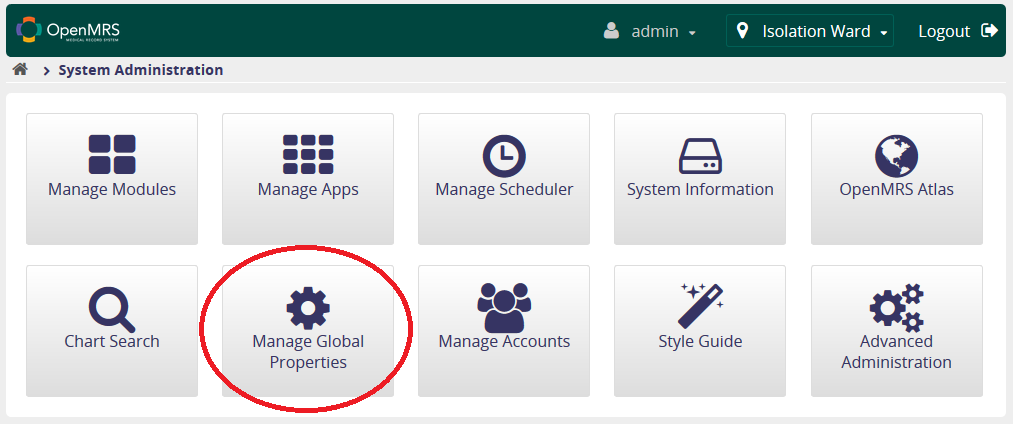 OpenMRS
MEDICAL RECORD SYSTEM
admin
Isolation Ward
Logout
System Administration
Manage Modules
Manage Apps
Manage Scheduler
System Information
OpenMRS Atlas
Chart Search
Manage Global
Properties
Manage Accounts
Style Guide
Advanced
Administration